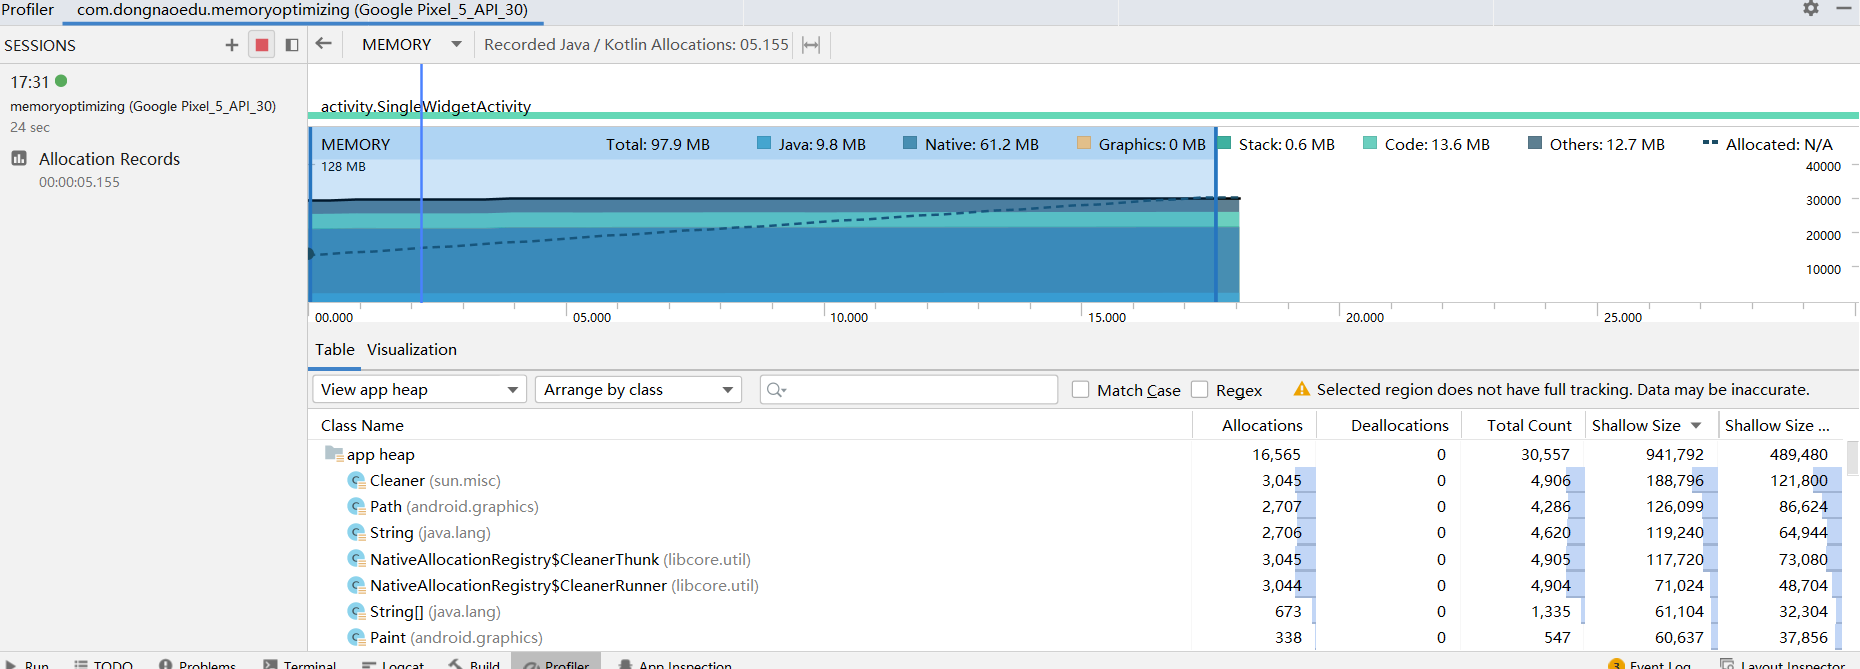 Profiler com.dongnaoedu.memoryoptimizing (Google Pixel_5_API_30)
SESSIONS MEMORY Recorded Java / Kotlin Allocations: 05.155
17:31
memoryoptimizing (Google Pixel_5_API_30)
24 sec
Allocation Records
00:00:05.155
activity.SingleWidgetActivity
MEMORY Total: 97.9 MB Java: 9.8 MB Native: 61.2 MB Graphics: 0 MB Stack: 0.6 MB Code: 13.6 MB Others: 12.7 MB Allocated: N/A
128 MB
40000
30000
20000
10000
00.000 05.000 10.000 15.000 20.000 25.000
Table Visualization
View app heap Arrange by class Match Case Regex Selected region does not have full tracking. Data may be inaccurate.
Class Name Allocations Deallocations Total Count Shallow Size Shallow Size ...
app heap 16,565 0 30,557 941,792 489,480
Cleaner (sun.misc) 3,045 0 4,906 188,796 121,800
Path (android.graphics) 2,707 0 4,286 126,099 86,624
String (java.lang) 2,706 0 4,620 119,240 64,944
NativeAllocationRegistry$CleanerThunk (libcore.util) 3,045 0 4,905 117,720 73,080
NativeAllocationRegistry$CleanerRunner (libcore.util) 3,044 0 4,904 71,024 48,704
String[] (java.lang) 673 0 1,335 61,104 32,304
Paint (android.graphics) 338 0 547 60,637 37,856
Run TODO Problems Terminal Logcat Build Profiler App Inspection 3 Event Log Layout Inspector